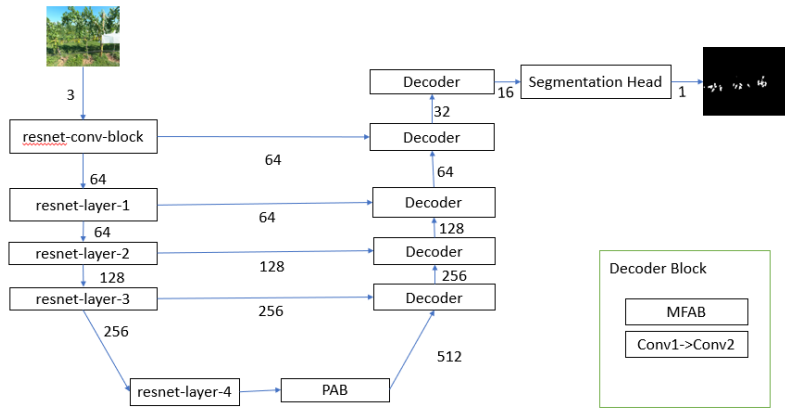 Decoder
16
Segmentation Head
1
3
32
resnet-conv-block
64
Decoder
64
64
resnet-layer-1
64
Decoder
64
128
resnet-layer-2
128
Decoder
128
256
resnet-layer-3
256
Decoder
256
512
resnet-layer-4
PAB
Decoder Block
MFAB
Conv1->Conv2